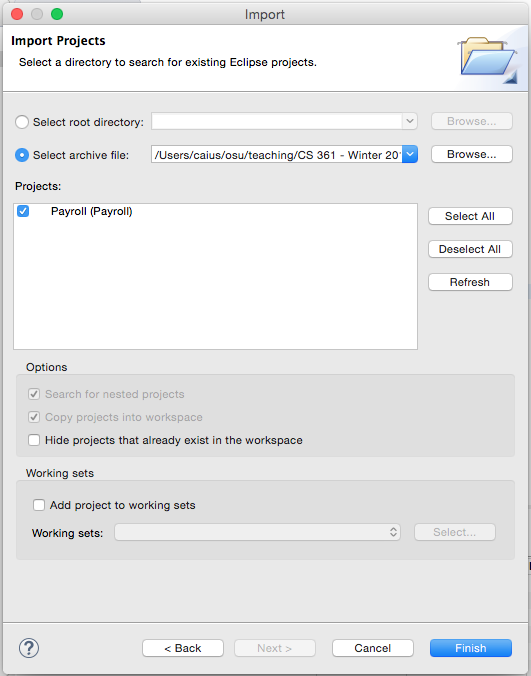 Import
Import Projects
Select a directory to search for existing Eclipse projects.
Select root directory:
Browse...
Select archive file: /Users/caius/osu/teaching/CS 361 - Winter 20
Browse...
Projects:
Payroll (Payroll)
Select All
Deselect All
Refresh
Options
Search for nested projects
Copy projects into workspace
Hide projects that already exist in the workspace
Working sets
Add project to working sets
Working sets:
Select...
?
< Back
Next >
Cancel
Finish